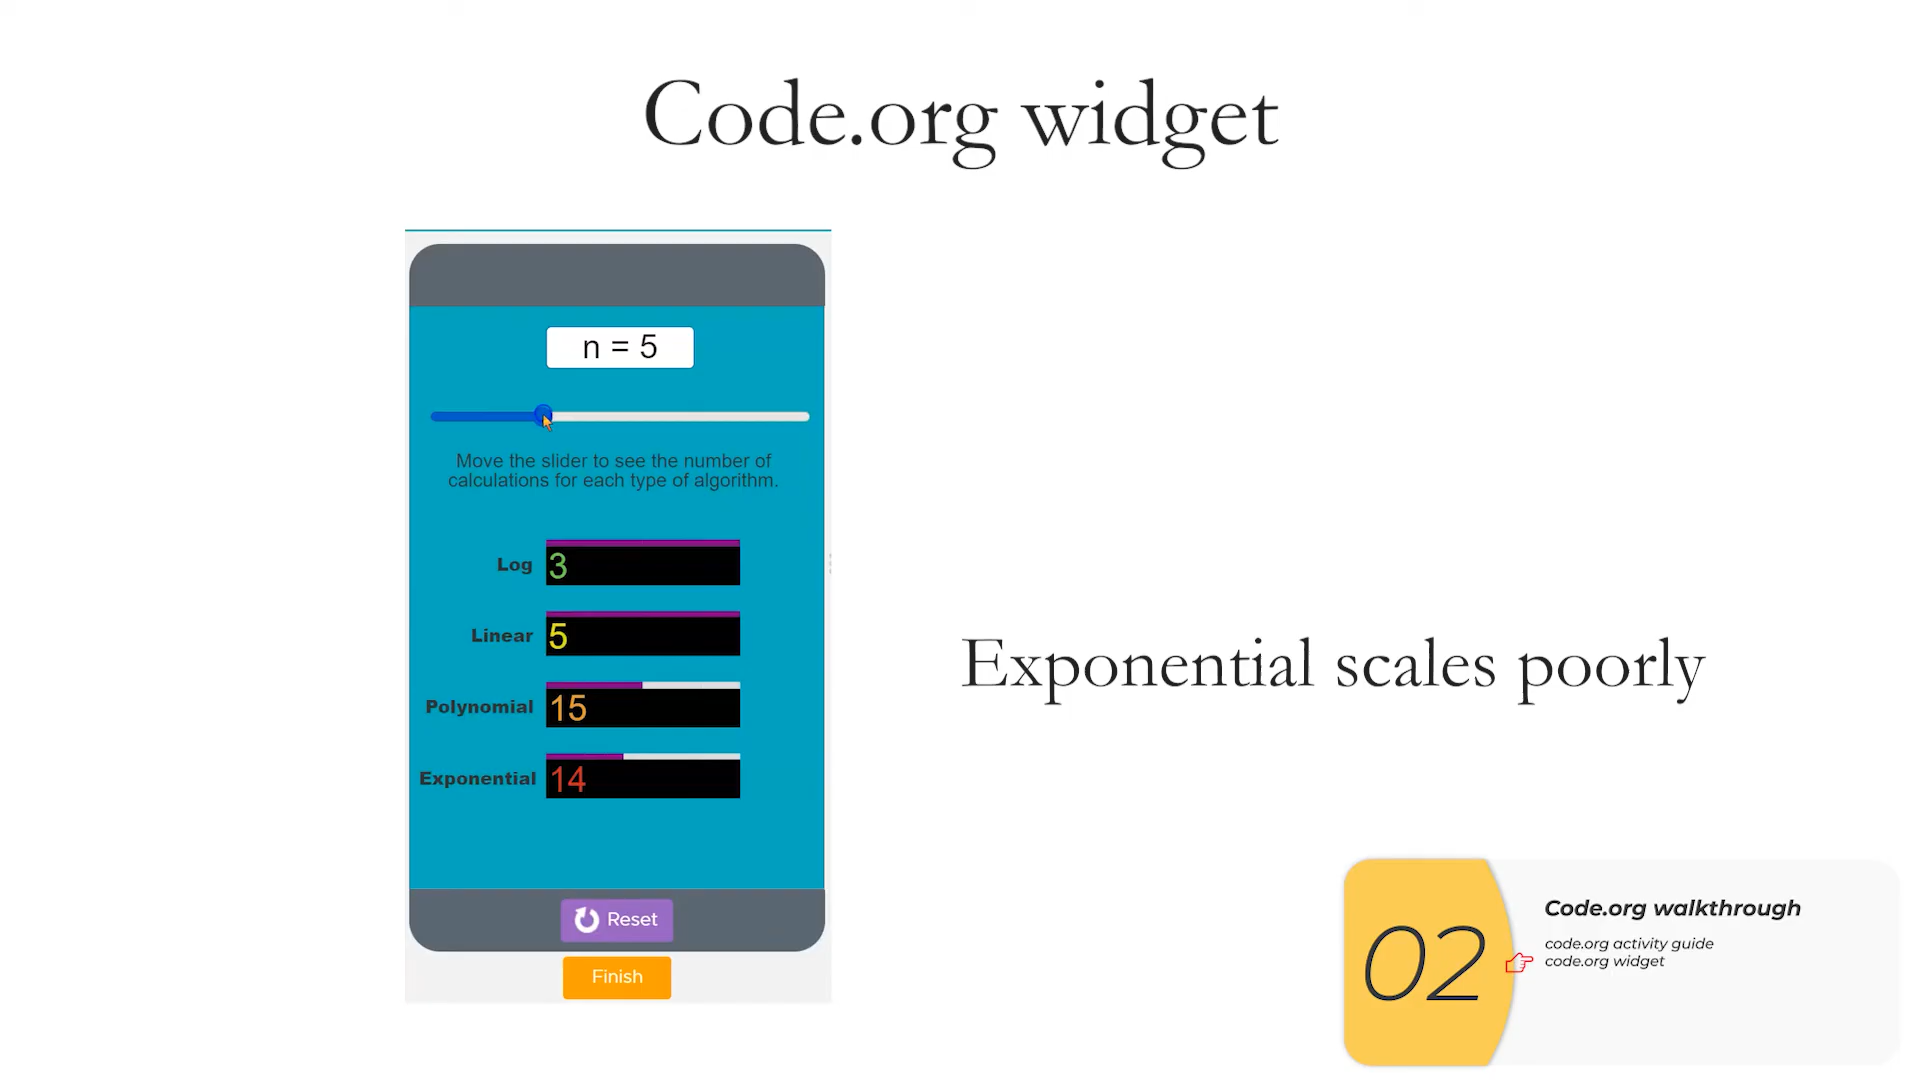 Code.org widget
n = 5
Move the slider to see the number of
calculations for each type of algorithm.
Log 3
Linear 5
Polynomial 15
Exponential 14
Reset
Finish
Exponential scales poorly
02
Code.org walkthrough
code.org activity guide
code.org widget